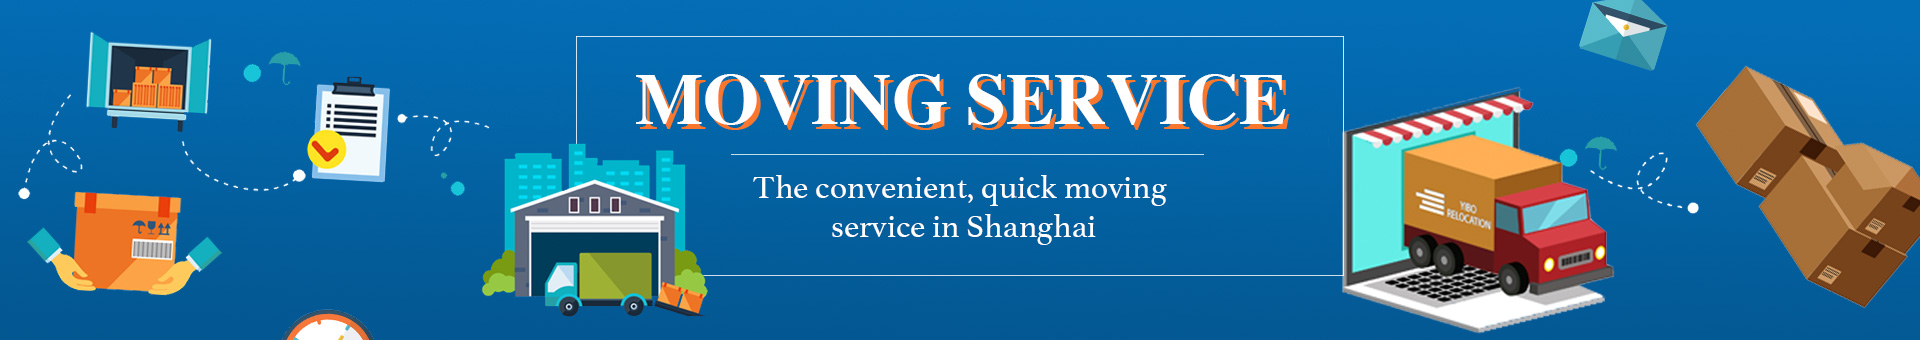 MOVING SERVICE
The convenient, quick moving
service in Shanghai
YIBO
RELOCATION